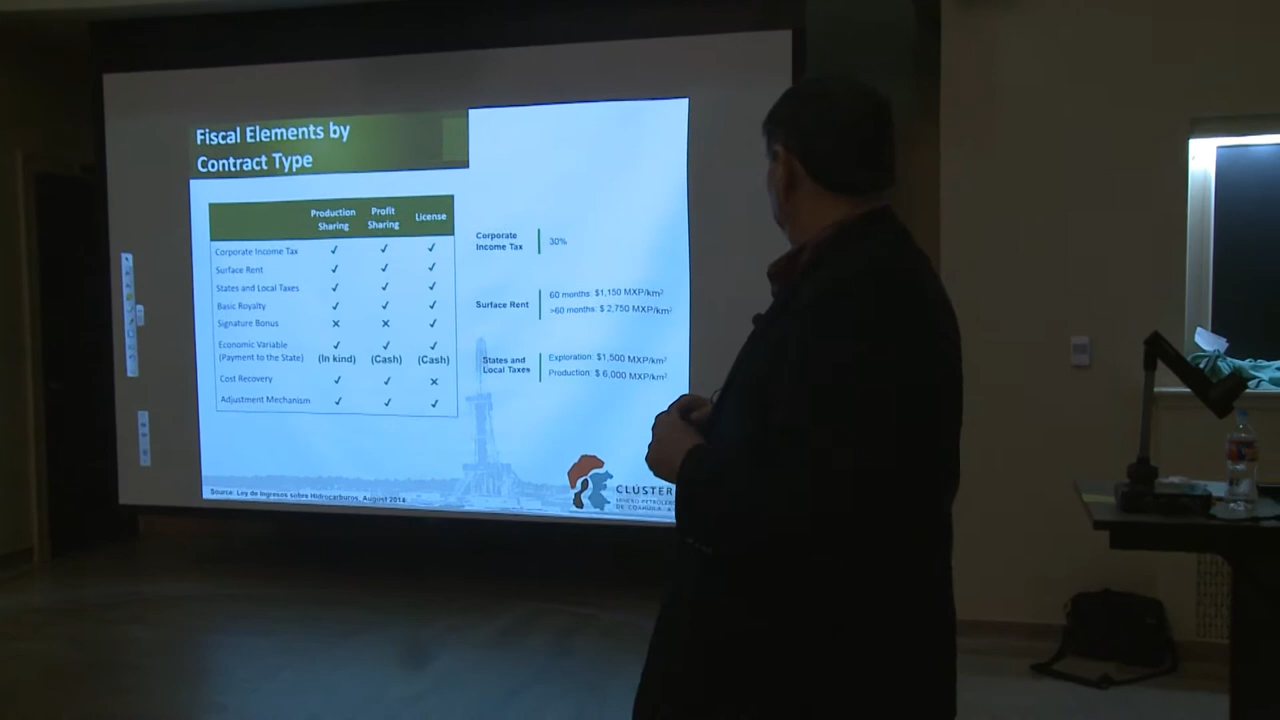 Fiscal Elements by
Contract Type
Production Sharing Profit Sharing License
Corporate Income Tax ✓ ✓ ✓
Surface Rent ✓ ✓ ✓
States and Local Taxes ✓ ✓ ✓
Basic Royalty ✓ ✓ ✓
Signature Bonus × × ✓
Economic Variable ✓ ✓ ✓
(Payment to the State) (In kind) (Cash) (Cash)
Cost Recovery ✓ ✓ ×
Adjustment Mechanism ✓ ✓ ✓
Corporate
Income Tax
30%
Surface Rent
60 months: $1,150 MXP/km²
>60 months: $ 2,750 MXP/km²
States and
Local Taxes
Exploration: $1,500 MXP/km²
Production: $ 6,000 MXP/km²
Source: Ley de Ingresos sobre Hidrocarburos, August 2014
CLÚSTER
MINERO PETROLERO
DE COAHUILA